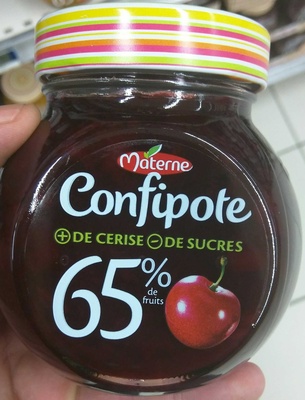 Materne
Confipote
+ DE CERISE - DE SUCRES
65%
de
fruits